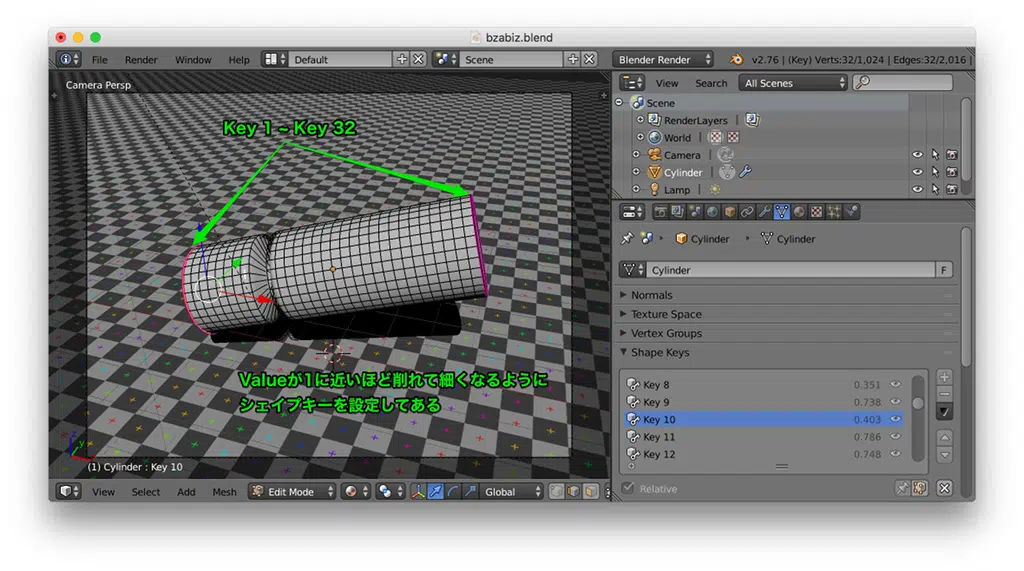 bzabiz.blend
File Render Window Help Default Scene Blender Render v2.76 | (Key) Verts:32/1,024 | Edges:32/2,016 |
Camera Persp
View Search All Scenes
Scene
RenderLayers
World
Camera
Cylinder
Lamp
Key 1 ~ Key 32
Cylinder Cylinder
Cylinder F
Normals
Texture Space
Vertex Groups
Shape Keys
Valueが1に近いほど削れて細くなるように
シェイプキーを設定してある
Key 8 0.351
Key 9 0.738
Key 10 0.403
Key 11 0.786
Key 12 0.748
Relative
z y
(1) Cylinder : Key 10
View Select Add Mesh Edit Mode Global